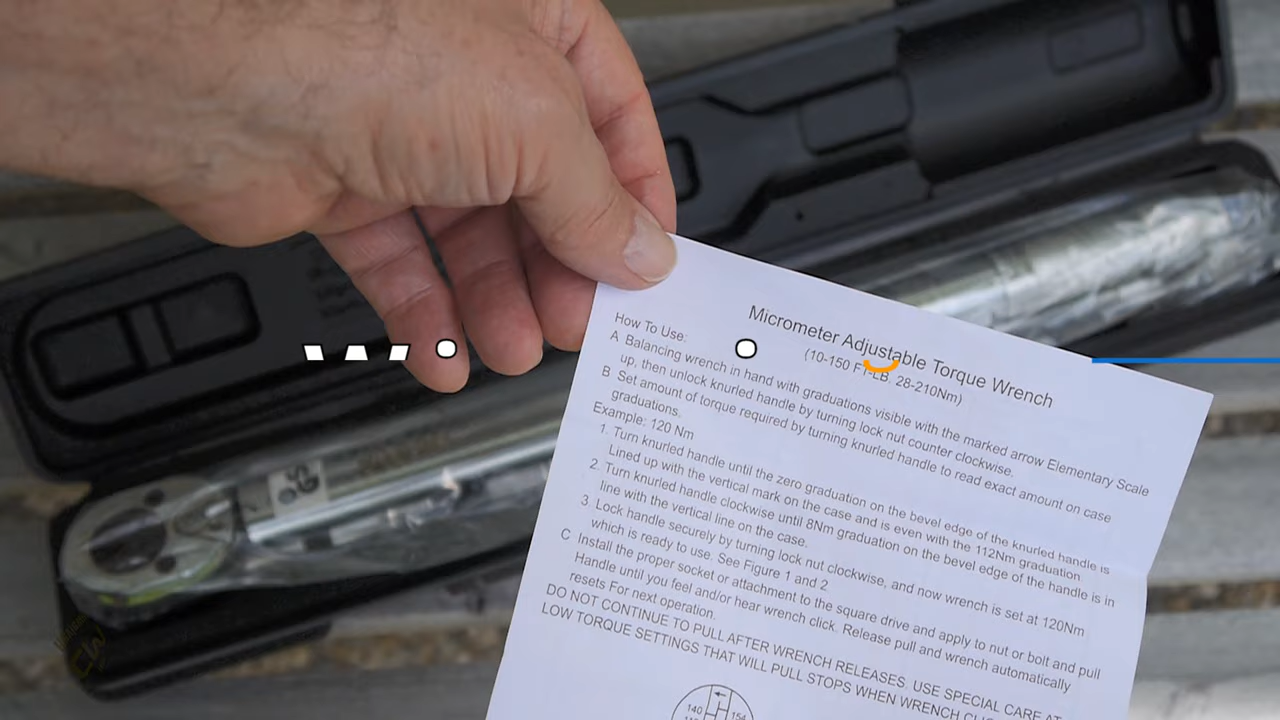 Micrometer Adjustable Torque Wrench
(10-150 FT-LB. 28-210Nm)
How To Use:
A Balancing wrench in hand with graduations visible with the marked arrow Elementary Scale
up, then unlock knurled handle by turning lock nut counter clockwise.
B Set amount of torque required by turning knurled handle to read exact amount on case
graduations.
Example: 120 Nm
1. Turn knurled handle until the zero graduation on the bevel edge of the knurled handle is
Lined up with the vertical mark on the case and is even with the 112Nm graduation
2. Turn knurled handle clockwise until 8Nm graduation on the bevel edge of the handle is in
line with the vertical line on the case.
3. Lock handle securely by turning lock nut clockwise, and now wrench is set at 120Nm
which is ready to use. See Figure 1 and 2
C Install the proper socket or attachment to the square drive and apply to nut or bolt and pull
Handle until you feel and/or hear wrench click. Release pull and wrench automatically
resets For next operation.
DO NOT CONTINUE TO PULL AFTER WRENCH RELEASES. USE SPECIAL CARE AT
LOW TORQUE SETTINGS THAT WILL PULL STOPS WHEN WRENCH
140 154